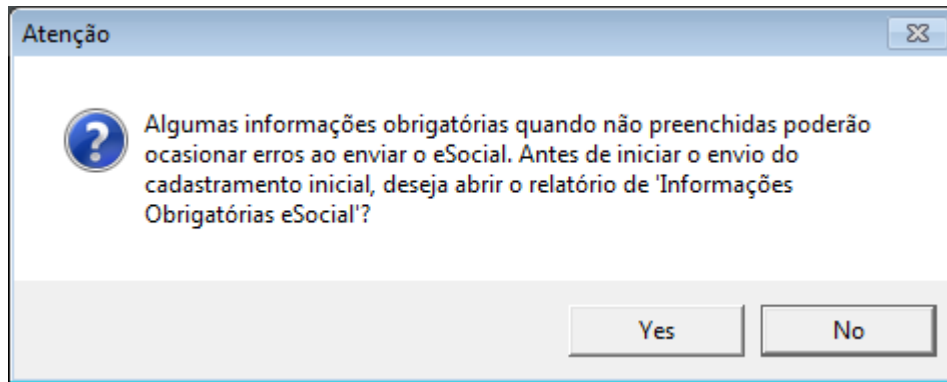 Atenção
Algumas informações obrigatórias quando não preenchidas poderão
ocasionar erros ao enviar o eSocial. Antes de iniciar o envio do
cadastramento inicial, deseja abrir o relatório de 'Informações
Obrigatórias eSocial'?
Yes
No